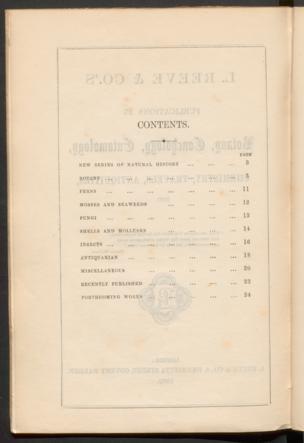 CONTENTS.
PAGE
NEW SERIES OF NATURAL HISTORY ... ... ... 3
BOTANY ... ... ... ... ... ... 5
FERNS ... ... ... ... ... ... 11
MOSSES AND SEAWEEDS ... ... ... ... 12
FUNGI ... ... ... ... ... ... 13
SHELLS AND MOLLUSKS ... ... ... ... 14
INSECTS ... ... ... ... ... ... 16
ANTIQUARIAN ... ... ... ... ... 18
MISCELLANEOUS ... ... ... ... 20
RECENTLY PUBLISHED ... ... ... ... 22
FORTHCOMING WORKS ... ... ... 24